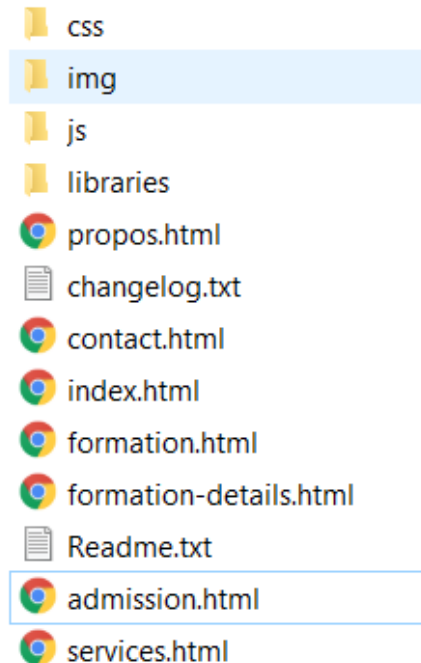 css
img
js
libraries
propos.html
changelog.txt
contact.html
index.html
formation.html
formation-details.html
Readme.txt
admission.html
services.html